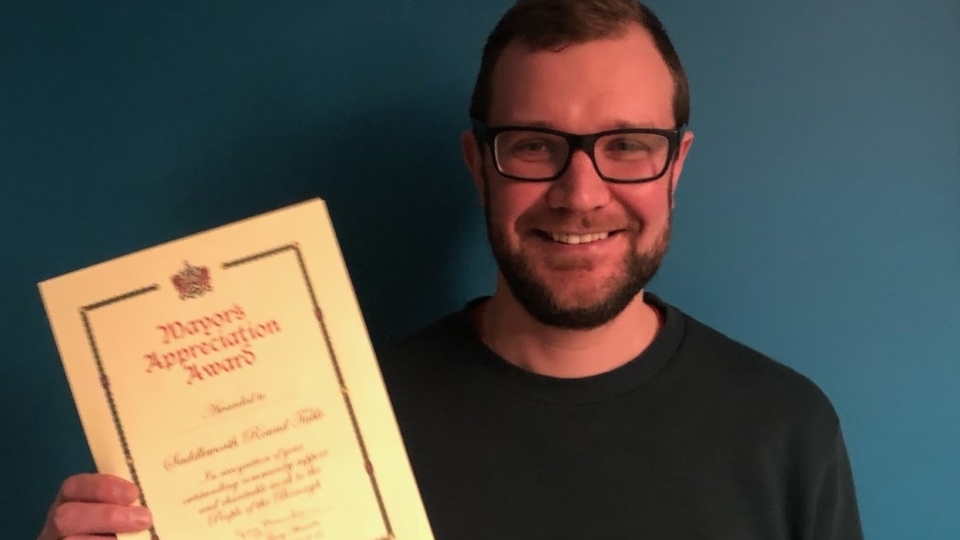 Mayor's
Appreciation
Award
Awarded to
Saddleworth Round Table
In recognition of your
outstanding community support
and charitable work to the
People of the Borough